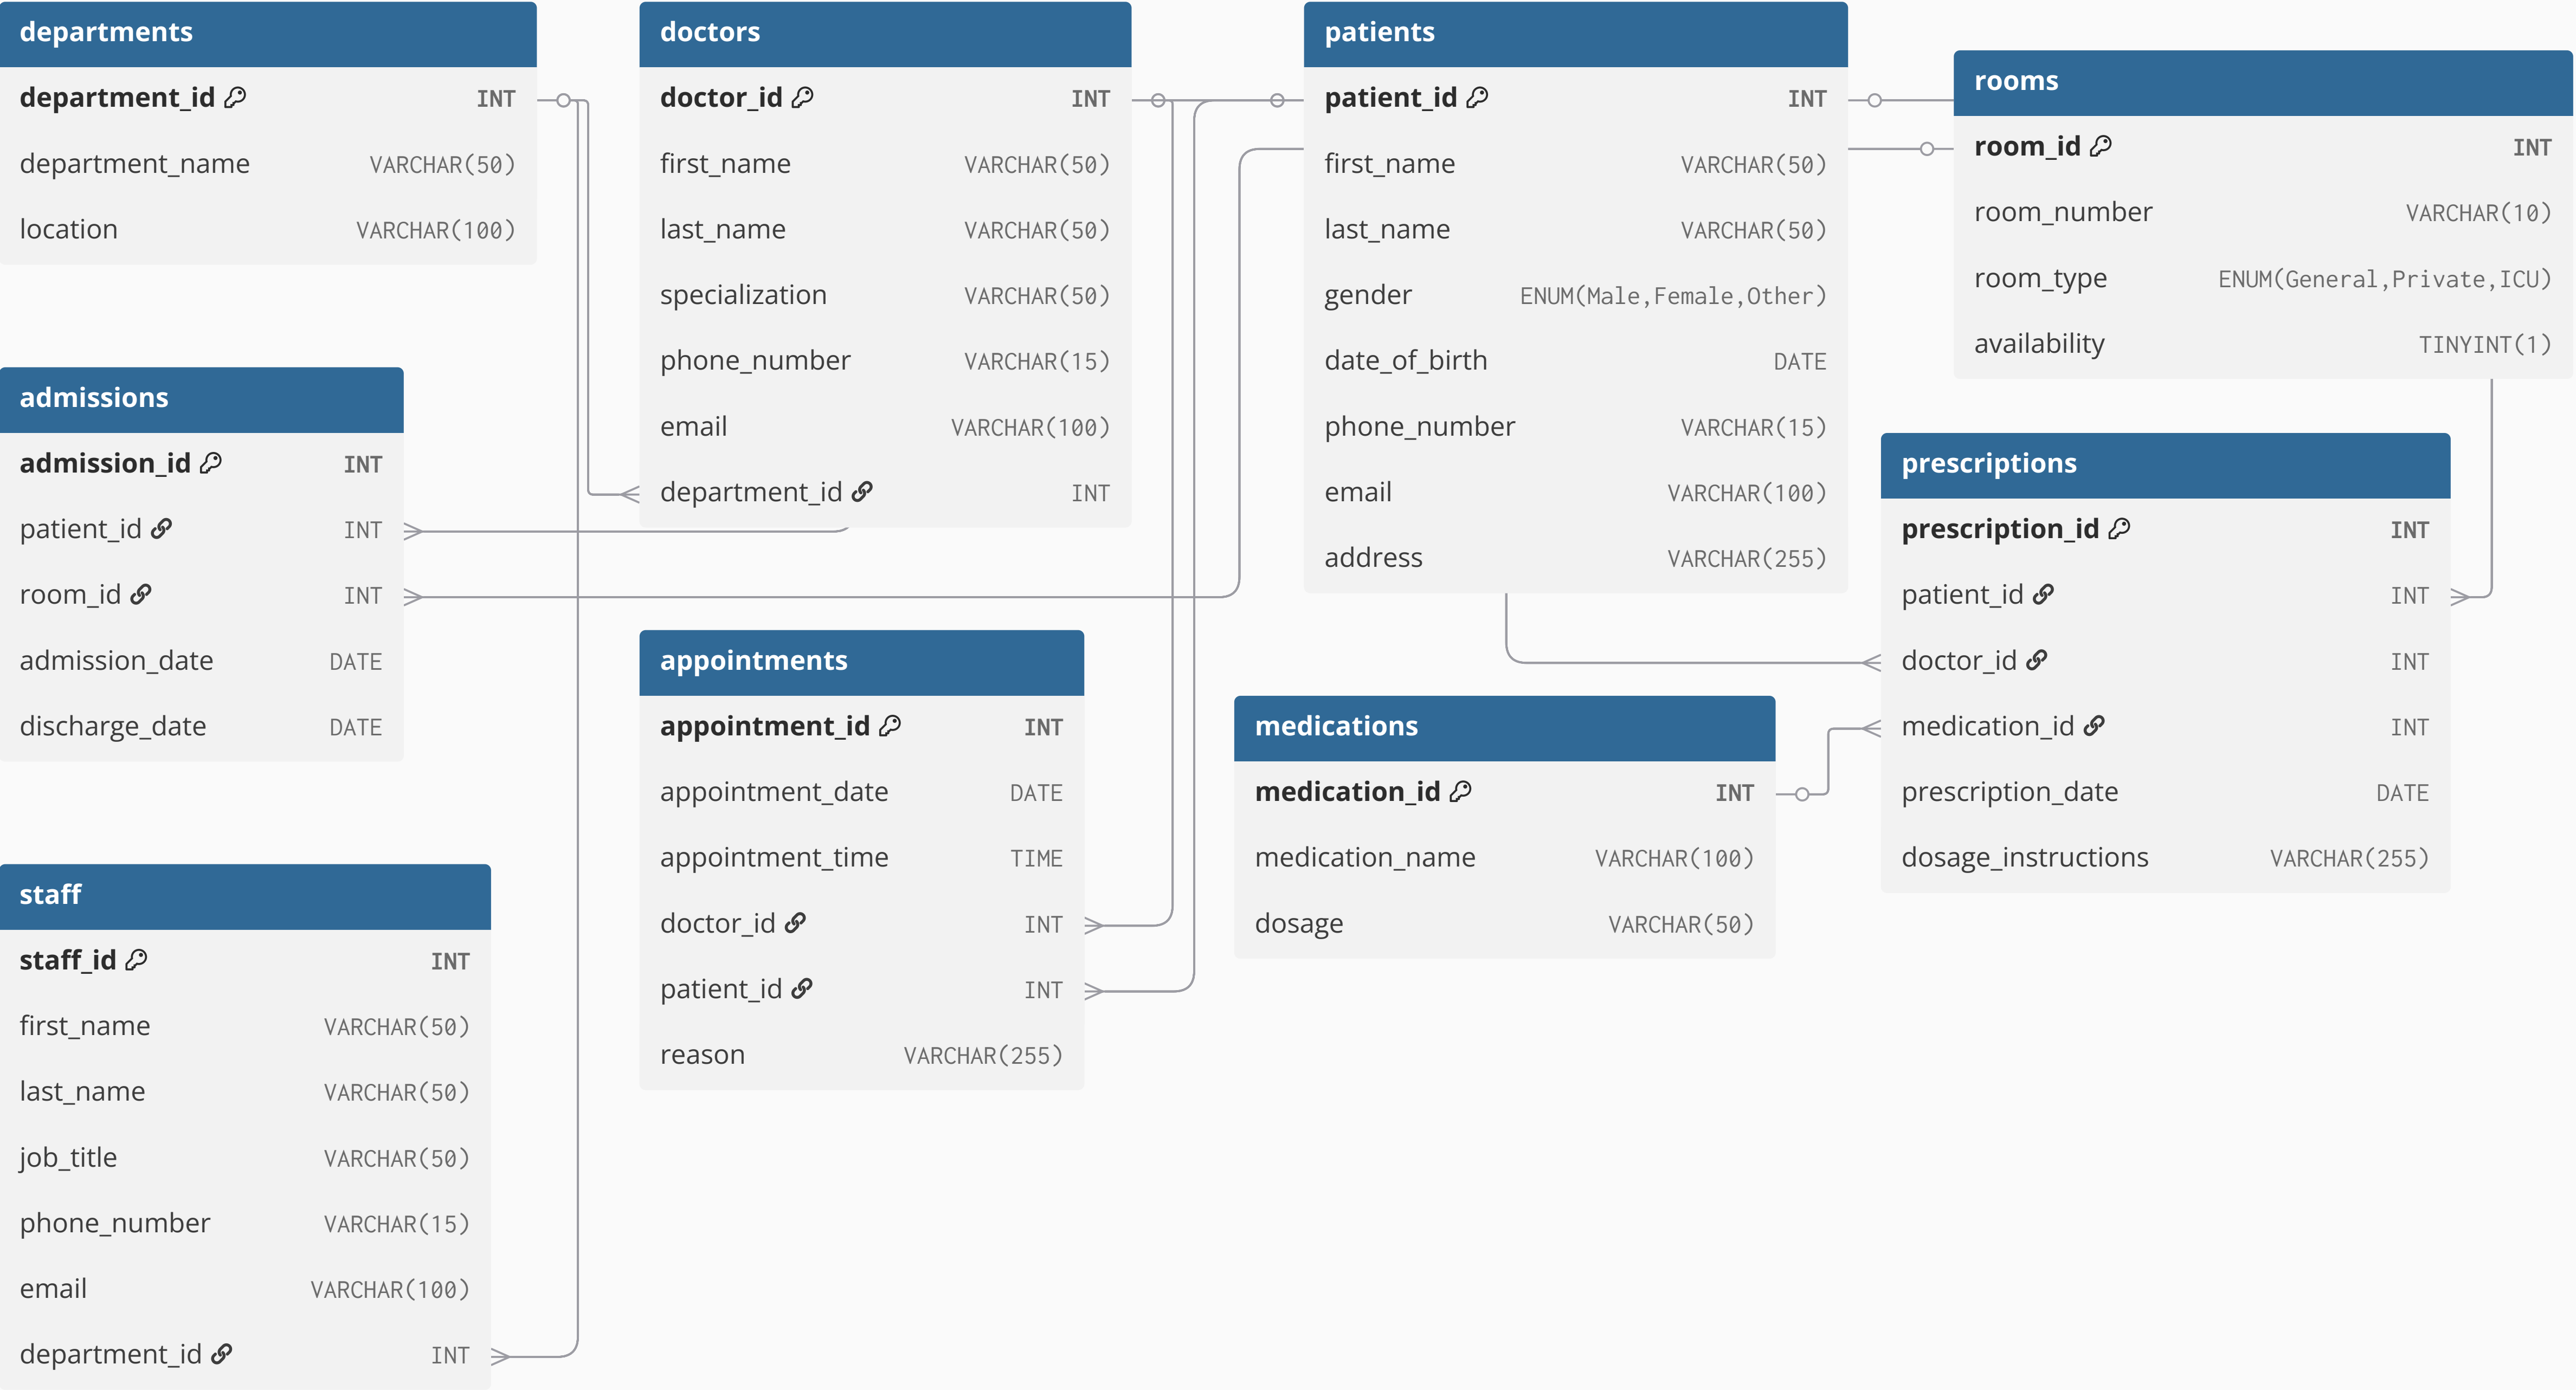 departments
department_id INT
department_name VARCHAR(50)
location VARCHAR(100)
doctors
doctor_id INT
first_name VARCHAR(50)
last_name VARCHAR(50)
specialization VARCHAR(50)
phone_number VARCHAR(15)
email VARCHAR(100)
department_id INT
patients
patient_id INT
first_name VARCHAR(50)
last_name VARCHAR(50)
gender ENUM(Male,Female,Other)
date_of_birth DATE
phone_number VARCHAR(15)
email VARCHAR(100)
address VARCHAR(255)
rooms
room_id INT
room_number VARCHAR(10)
room_type ENUM(General,Private,ICU)
availability TINYINT(1)
admissions
admission_id INT
patient_id INT
room_id INT
admission_date DATE
discharge_date DATE
prescriptions
prescription_id INT
patient_id INT
doctor_id INT
medication_id INT
prescription_date DATE
dosage_instructions VARCHAR(255)
appointments
appointment_id INT
appointment_date DATE
appointment_time TIME
doctor_id INT
patient_id INT
reason VARCHAR(255)
medications
medication_id INT
medication_name VARCHAR(100)
dosage VARCHAR(50)
staff
staff_id INT
first_name VARCHAR(50)
last_name VARCHAR(50)
job_title VARCHAR(50)
phone_number VARCHAR(15)
email VARCHAR(100)
department_id INT